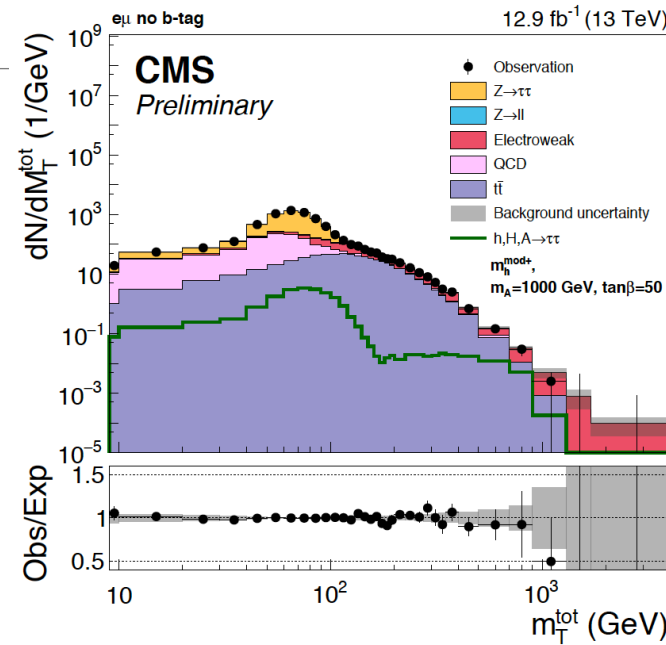 eμ no b-tag
12.9 fb⁻¹ (13 TeV)
CMS
Preliminary
dN/dM_T^tot (1/GeV)
10⁹
10⁷
10⁵
10³
10
10⁻¹
10⁻³
10⁻⁵
Observation
Z→ττ
Z→ll
Electroweak
QCD
tt̄
Background uncertainty
h,H,A→ττ
m_h^mod+,
m_A=1000 GeV, tanβ=50
Obs/Exp
1.5
1
0.5
10
10²
10³
m_T^tot (GeV)